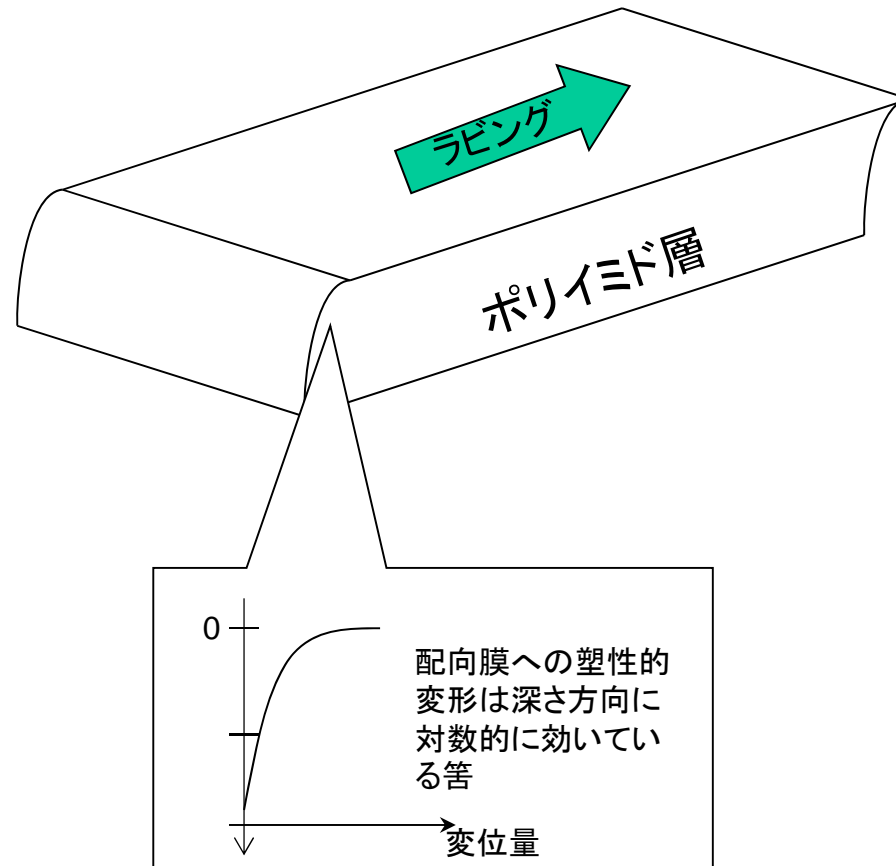 ラビング
ポリイミド層
0
配向膜への塑性的
変形は深さ方向に
対数的に効いてい
る筈
変位量